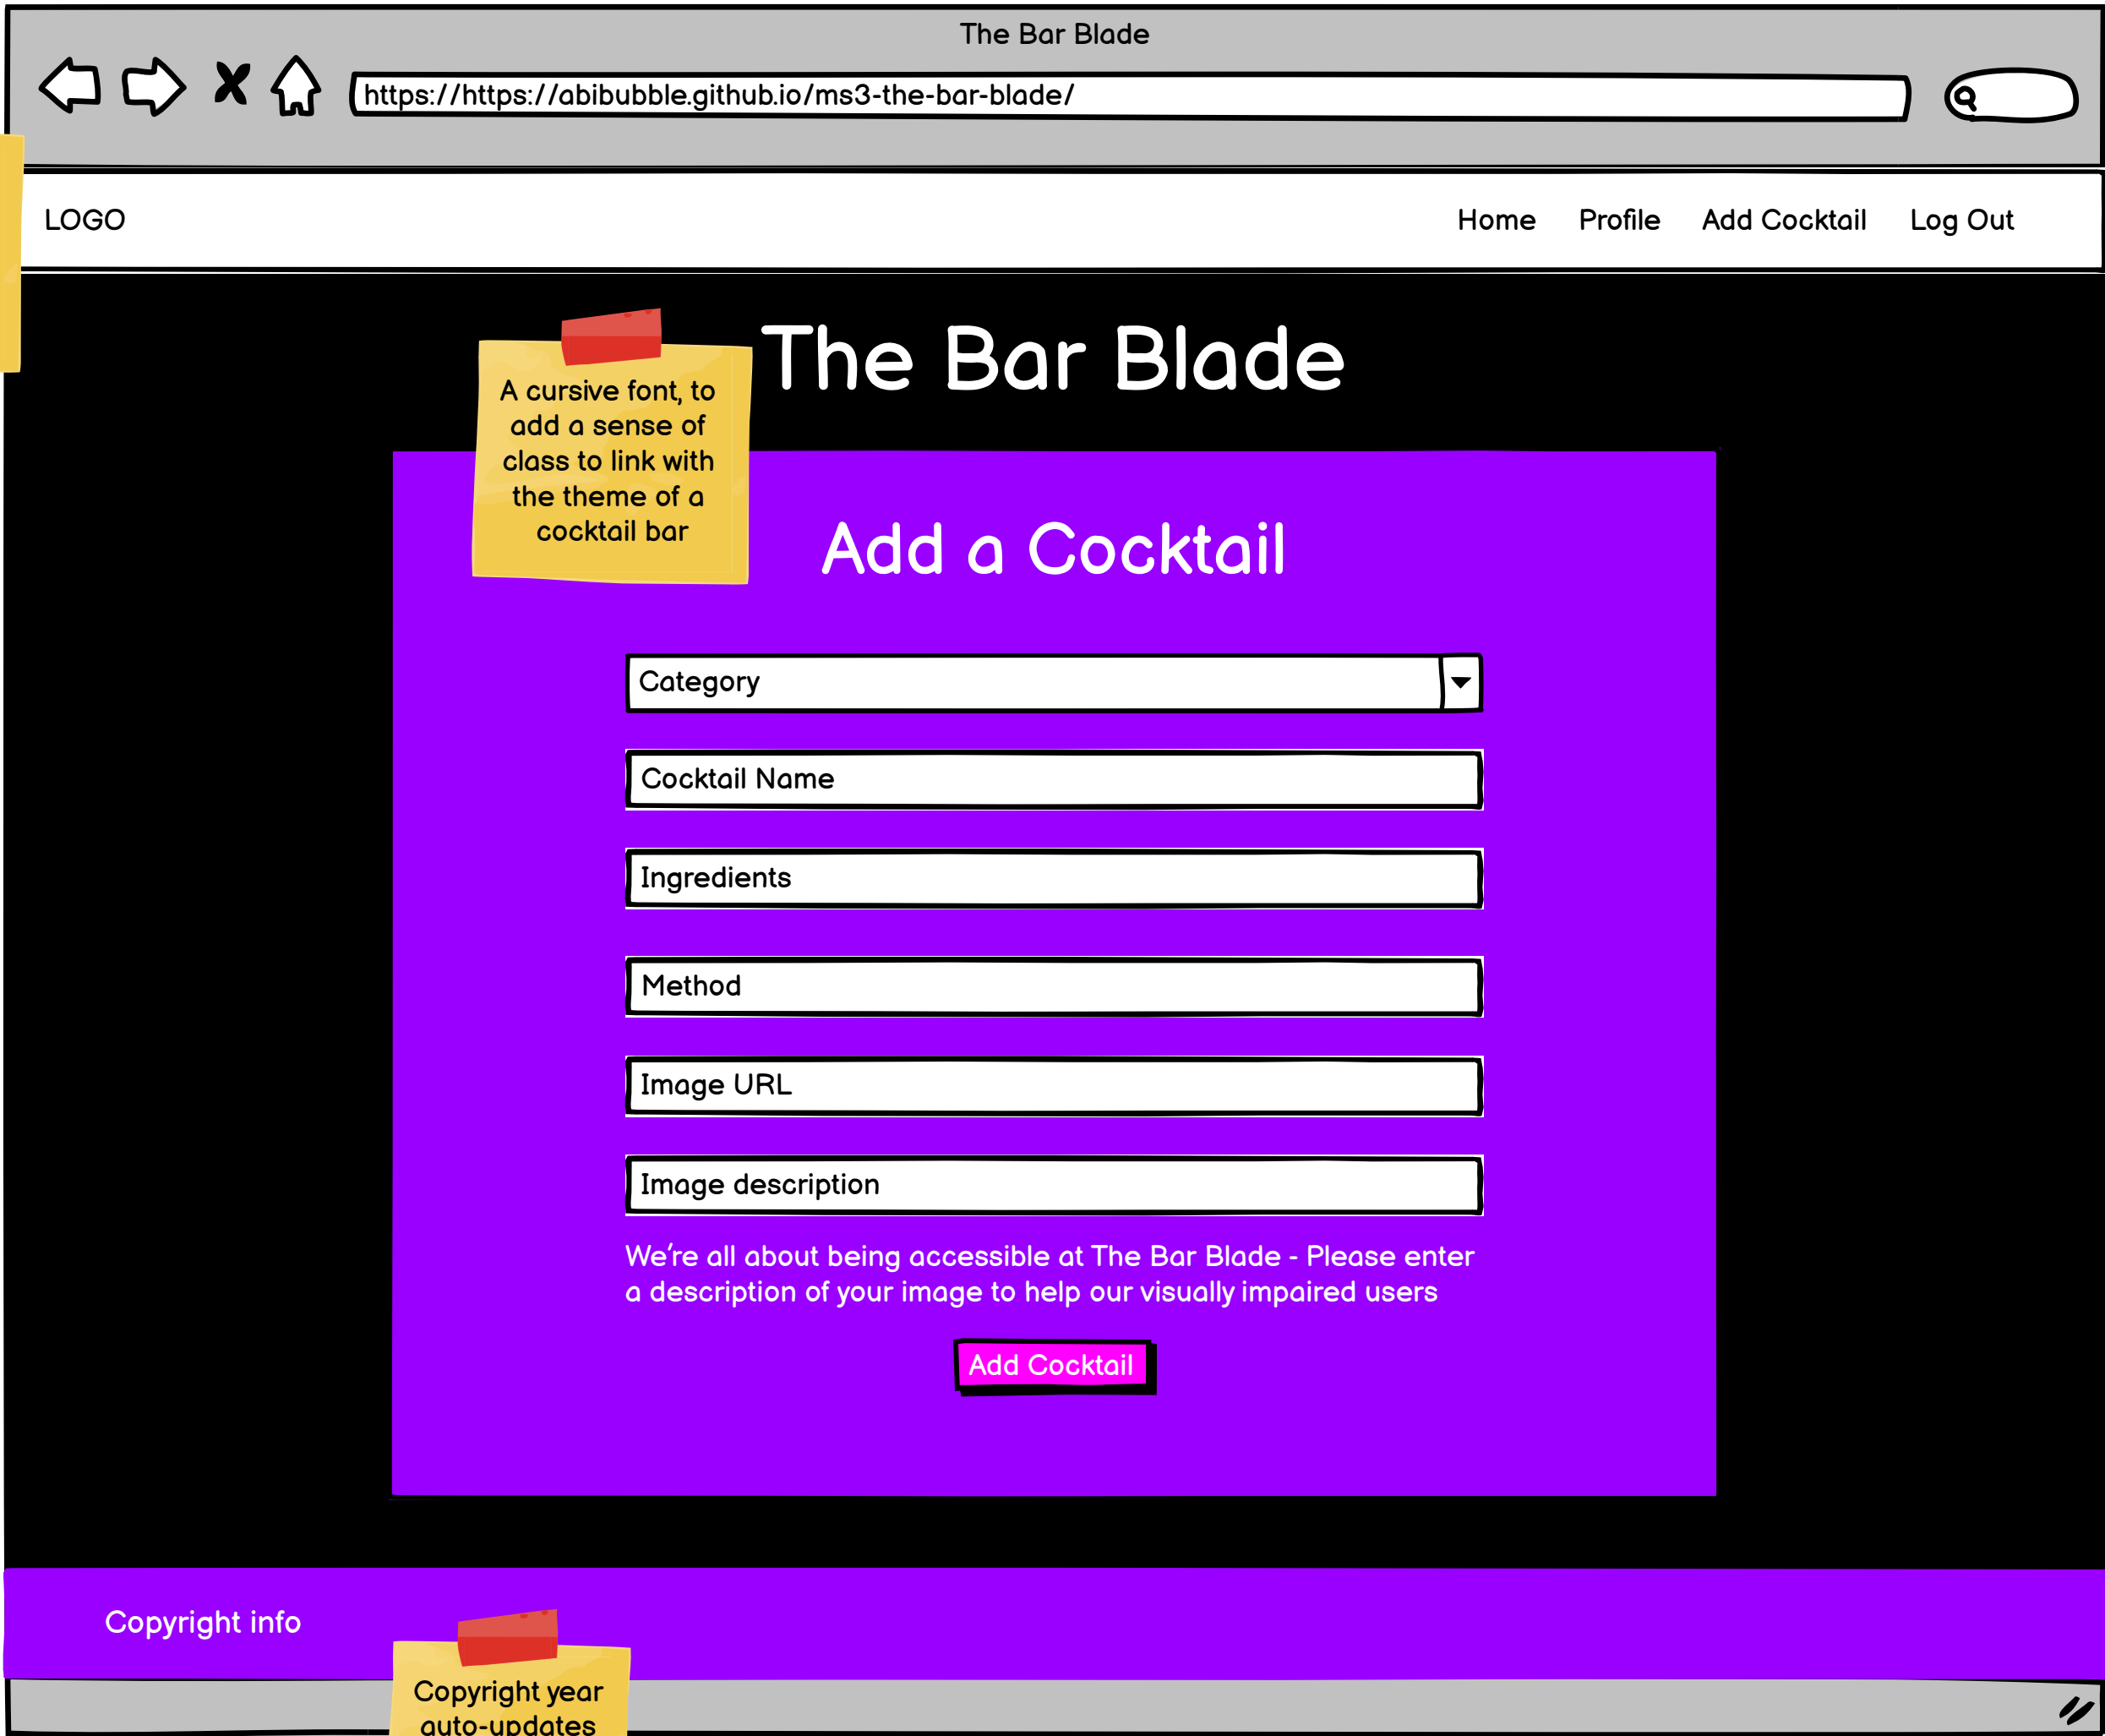 The Bar Blade
https://https://abibubble.github.io/ms3-the-bar-blade/
LOGO
Home
Profile
Add Cocktail
Log Out
The Bar Blade
A cursive font, to
add a sense of
class to link with
the theme of a
cocktail bar
Add a Cocktail
Category
Cocktail Name
Ingredients
Method
Image URL
Image description
We're all about being accessible at The Bar Blade - Please enter
a description of your image to help our visually impaired users
Add Cocktail
Copyright info
Copyright year
auto-updates